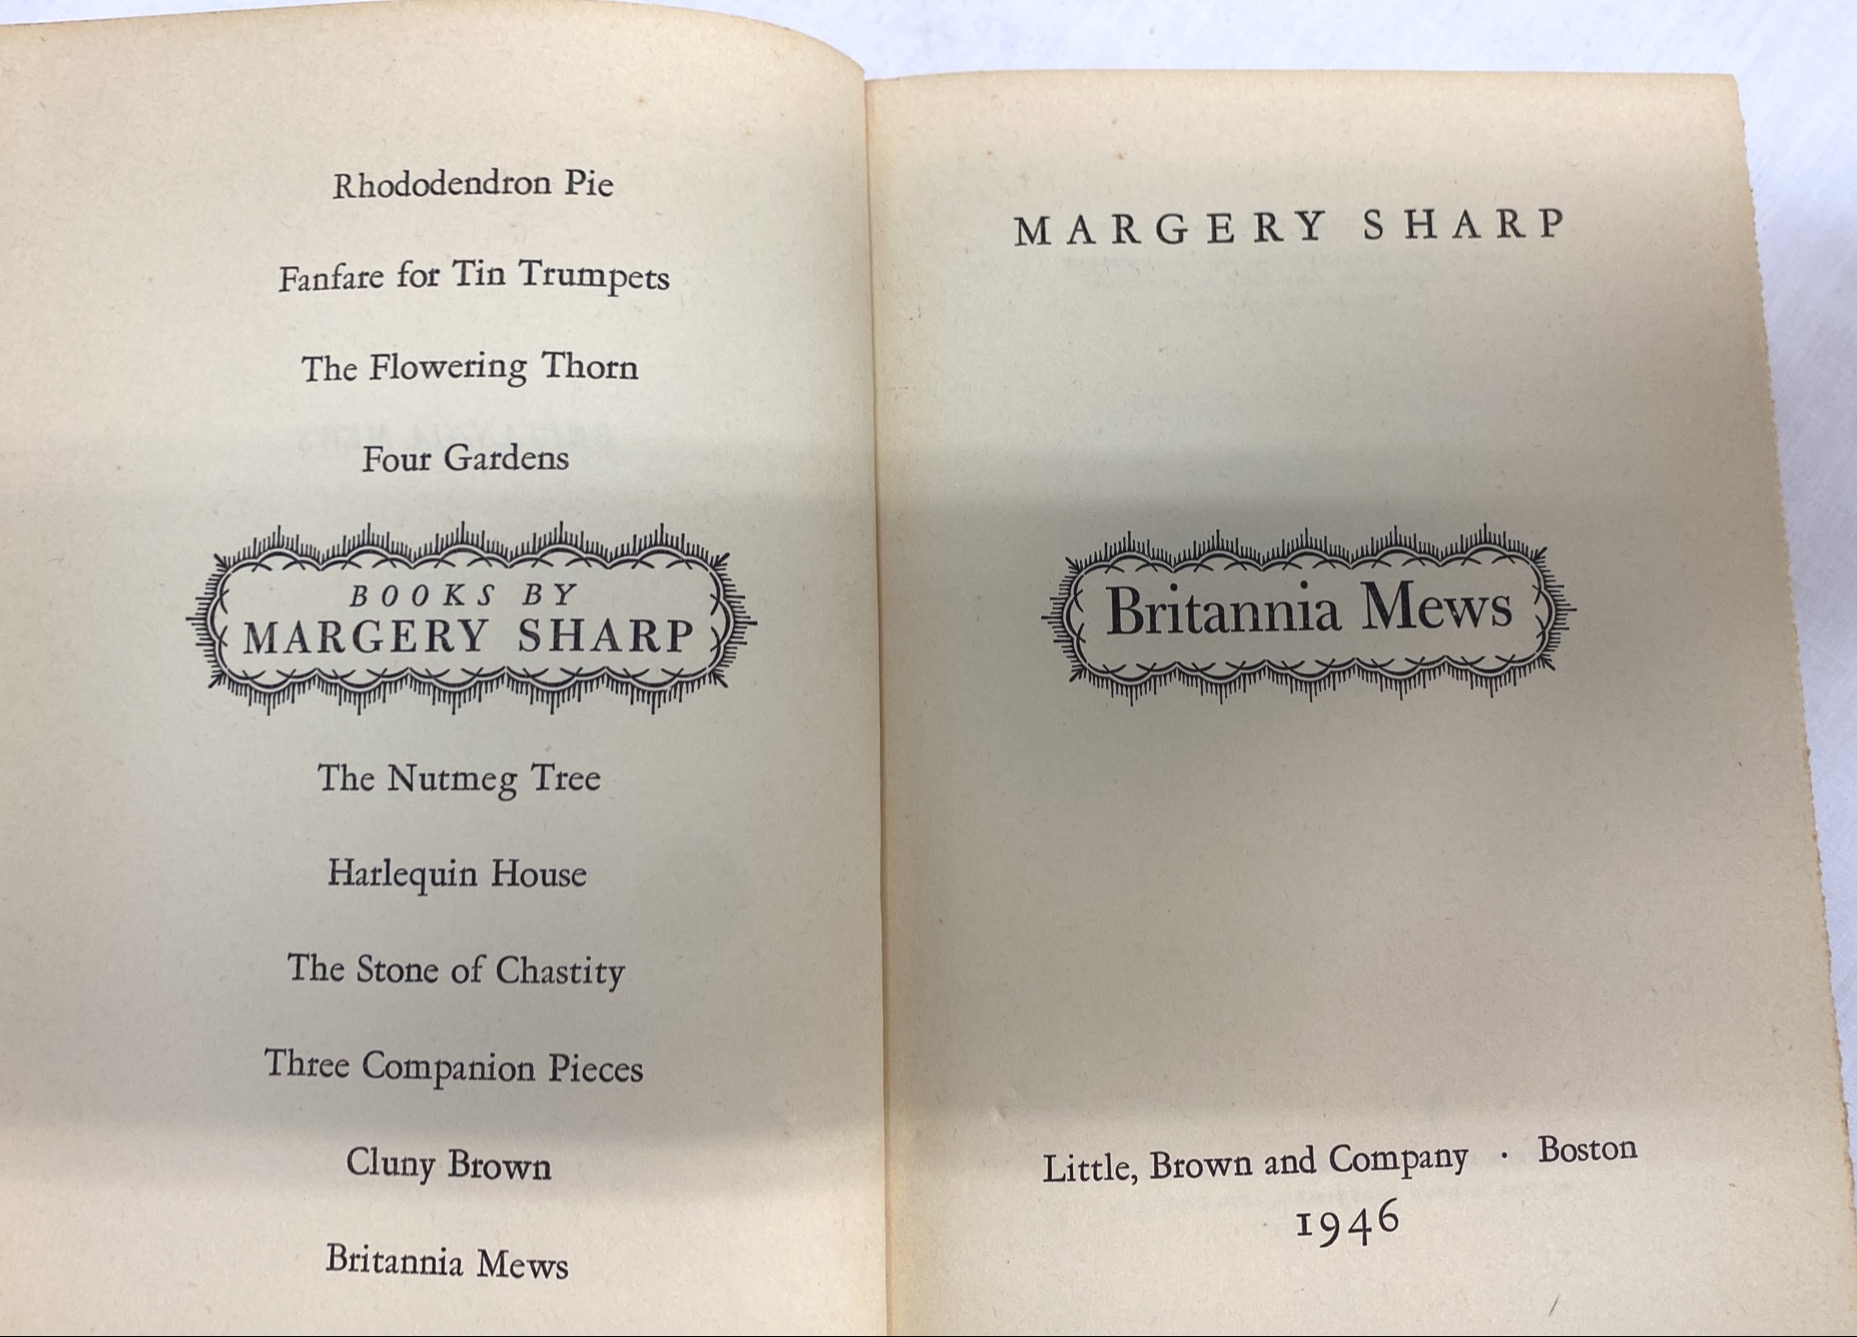 Rhododendron Pie
Fanfare for Tin Trumpets
The Flowering Thorn
Four Gardens
BOOKS BY
MARGERY SHARP
The Nutmeg Tree
Harlequin House
The Stone of Chastity
Three Companion Pieces
Cluny Brown
Britannia Mews
MARGERY SHARP
Britannia Mews
Little, Brown and Company · Boston
1946